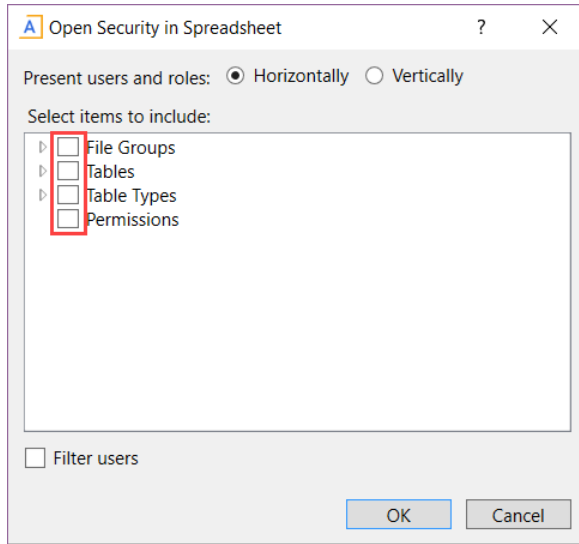 A Open Security in Spreadsheet ?
Present users and roles: Horizontally Vertically
Select items to include:
File Groups
Tables
Table Types
Permissions
Filter users
OK Cancel